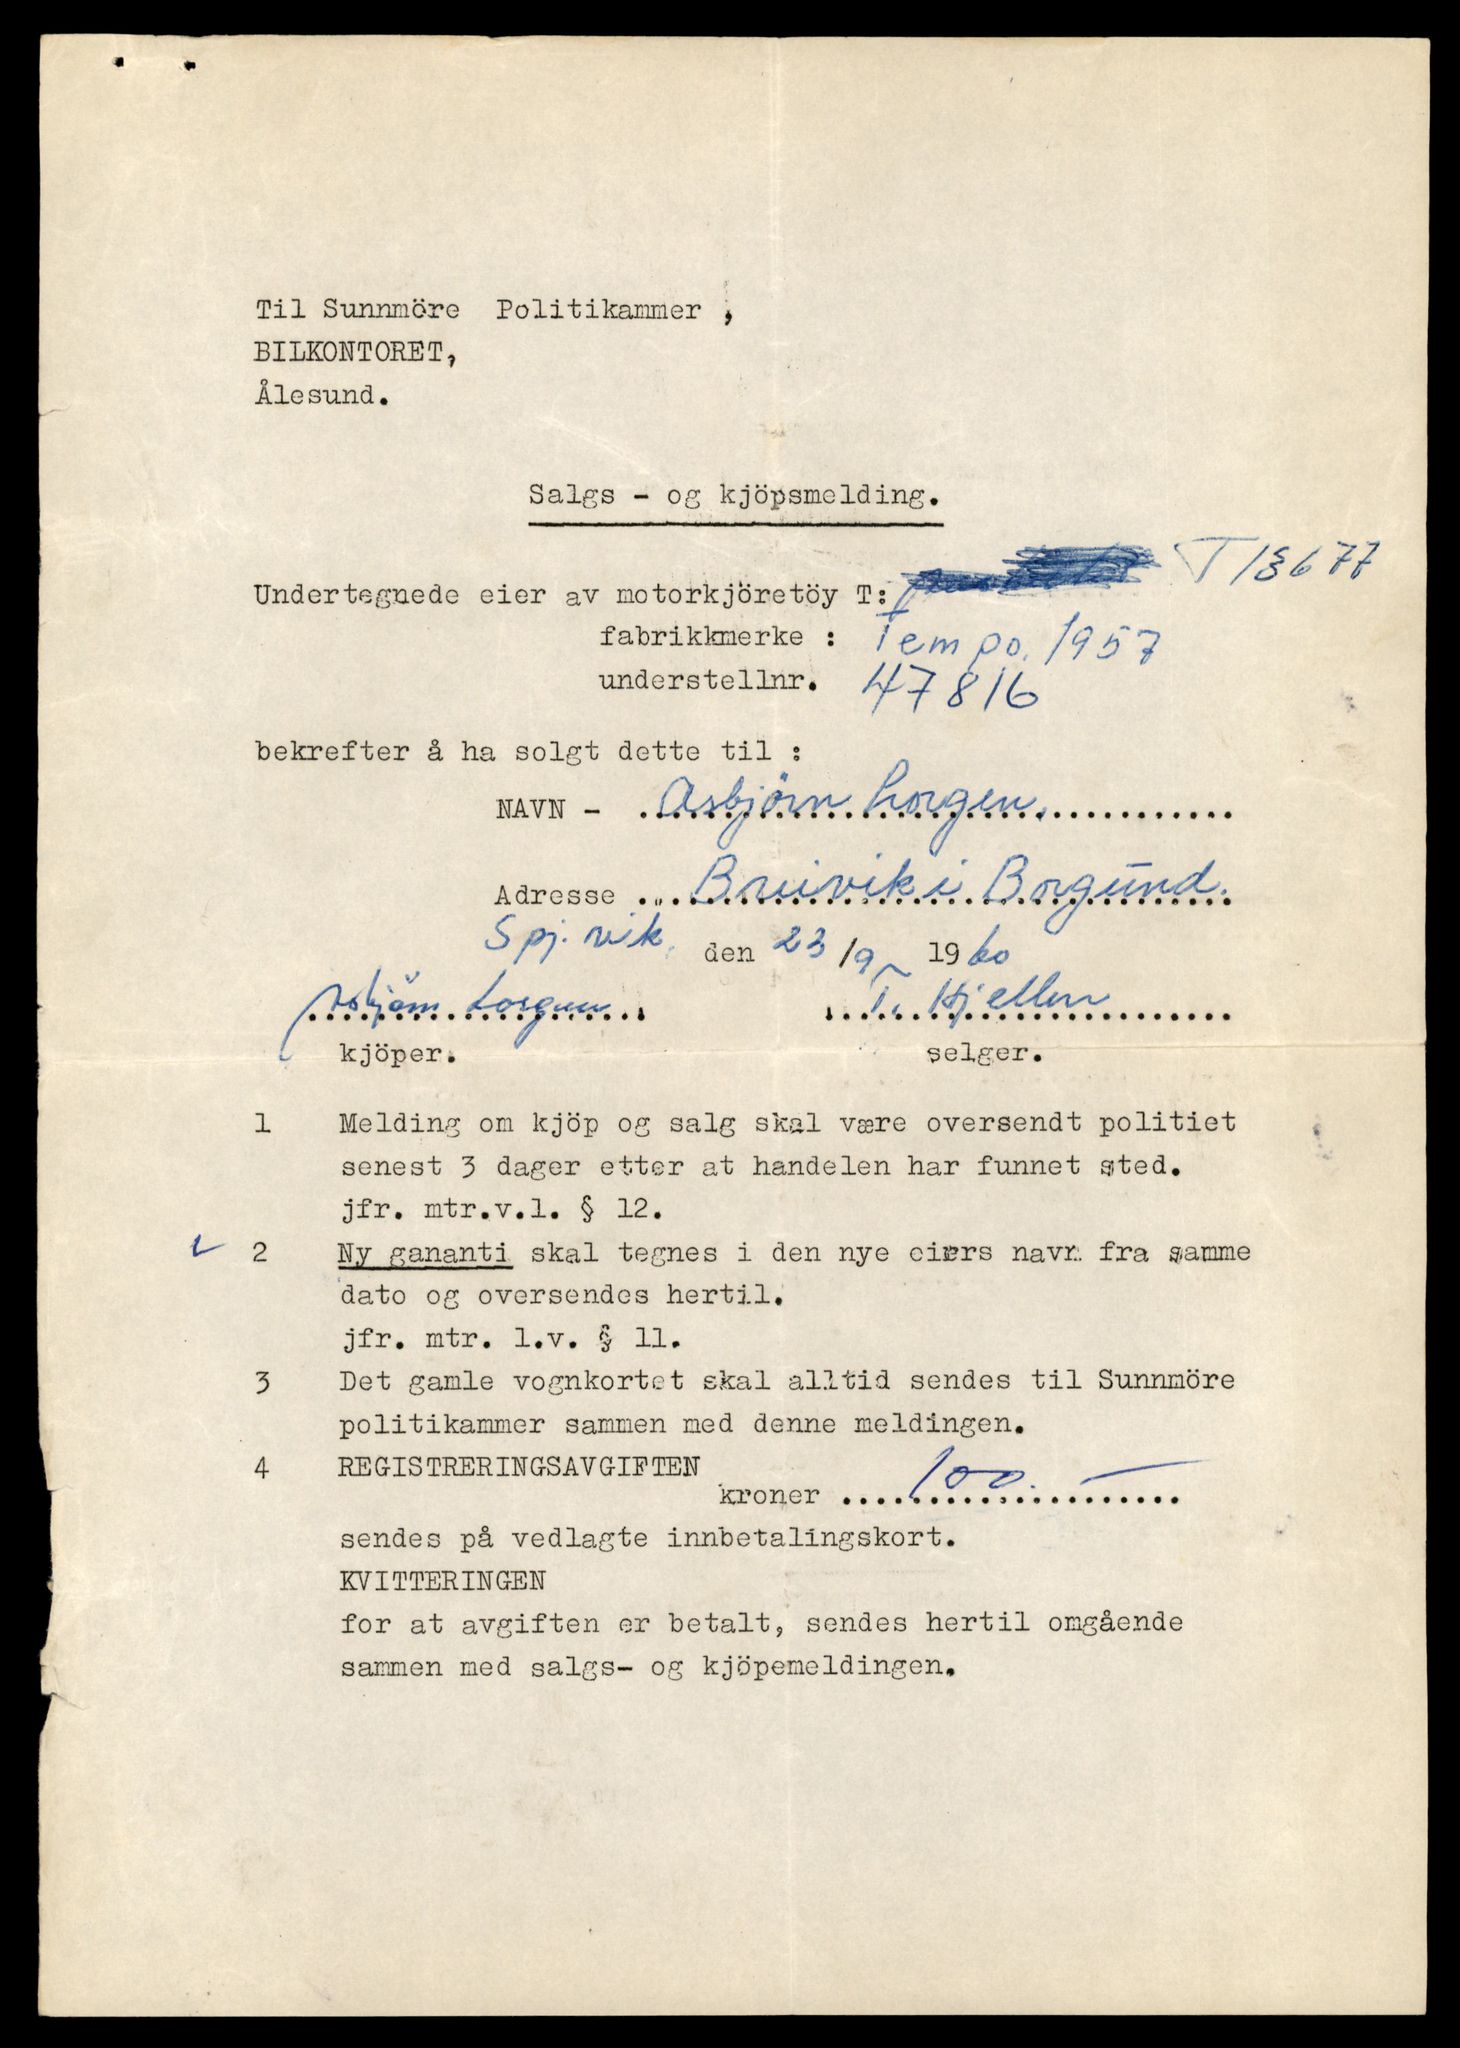 Til Sunnmöre Politikammer ,
BILKONTORET,
Ålesund.
Salgs - og kjöpsmelding.
Undertegnede eier av motorkjöretöy T: T 13677
fabrikkmerke : Tempo. 1957
understellnr. 47816
bekrefter å ha solgt dette til :
NAVN - Asbjörn Lorgen.
Adresse Breivik i Borgund.
Spj. vik. den 23/9 - 1960
Asbjörn Lorgen T. Hjellen
kjöper. selger.
1 Melding om kjöp og salg skal være oversendt politiet
senest 3 dager etter at handelen har funnet sted.
jfr. mtr.v.l. § 12.
2 Ny gananti skal tegnes i den nye eiers navn fra samme
dato og oversendes hertil.
jfr. mtr. l.v. § 11.
3 Det gamle vognkortet skal alltid sendes til Sunnmöre
politikammer sammen med denne meldingen.
4 REGISTRERINGSAVGIFTEN
kroner 100. —
sendes på vedlagte innbetalingskort.
KVITTERINGEN
for at avgiften er betalt, sendes hertil omgående
sammen med salgs- og kjöpemeldingen.